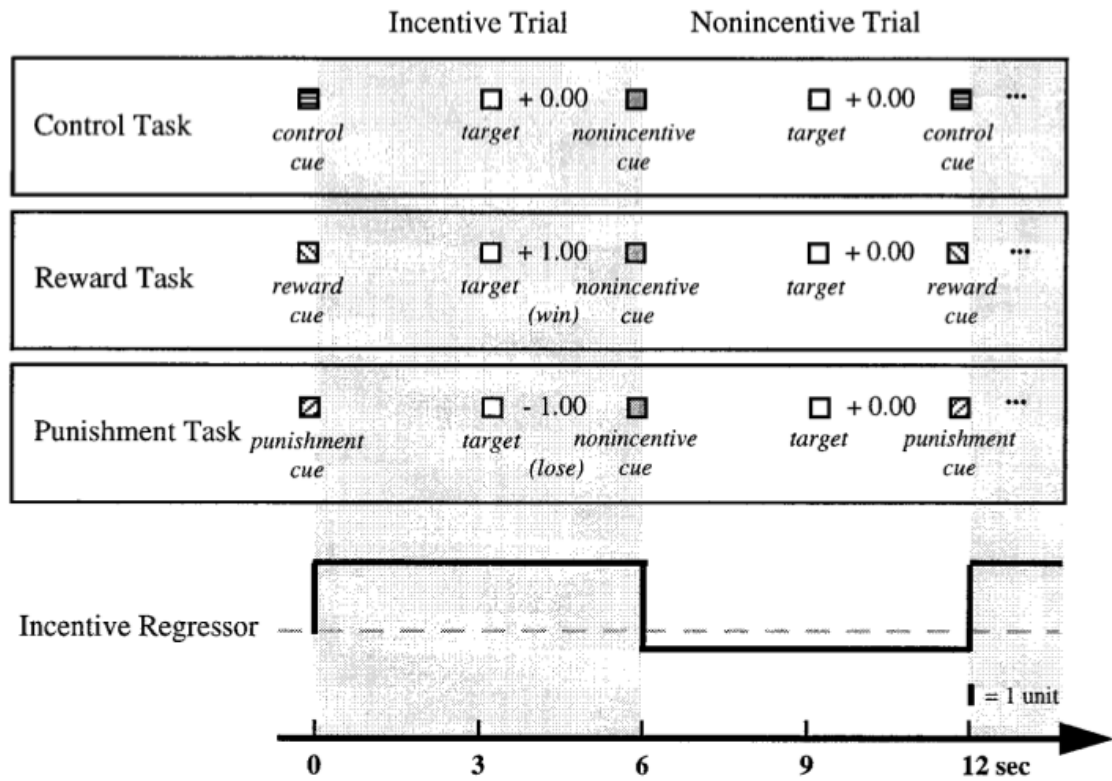 Incentive Trial Nonincentive Trial
Control Task
+ 0.00 + 0.00 ...
control cue target nonincentive cue target control cue
Reward Task
+ 1.00 + 0.00 ...
reward cue target (win) nonincentive cue target reward cue
Punishment Task
- 1.00 + 0.00 ...
punishment cue target (lose) nonincentive cue target punishment cue
Incentive Regressor
= 1 unit
0 3 6 9 12 sec